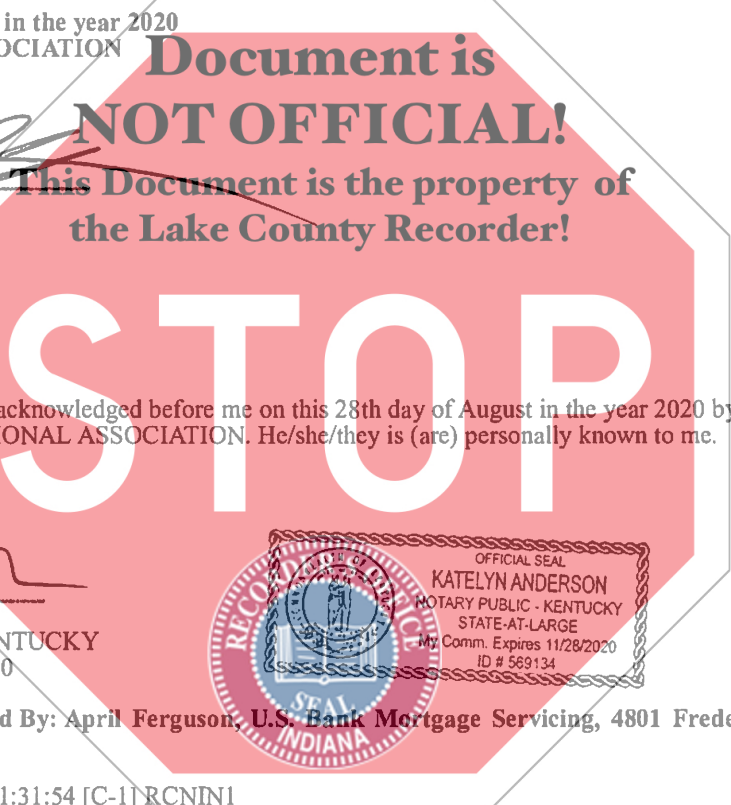 in the year 2020
OCIATION
Document is
NOT OFFICIAL!
This Document is the property of
the Lake County Recorder!
STOP
acknowledged before me on this 28th day of August in the year 2020 by
IONAL ASSOCIATION. He/she/they is (are) personally known to me.
OFFICIAL SEAL
KATELYN ANDERSON
NOTARY PUBLIC - KENTUCKY
STATE-AT-LARGE
My Comm. Expires 11/28/2020
ID # 569134
RECORDER OFFICE
SEAL
INDIANA
NTUCKY
0
d By: April Ferguson, U.S. Bank Mortgage Servicing, 4801 Frede
1:31:54 [C-1] RCNIN1